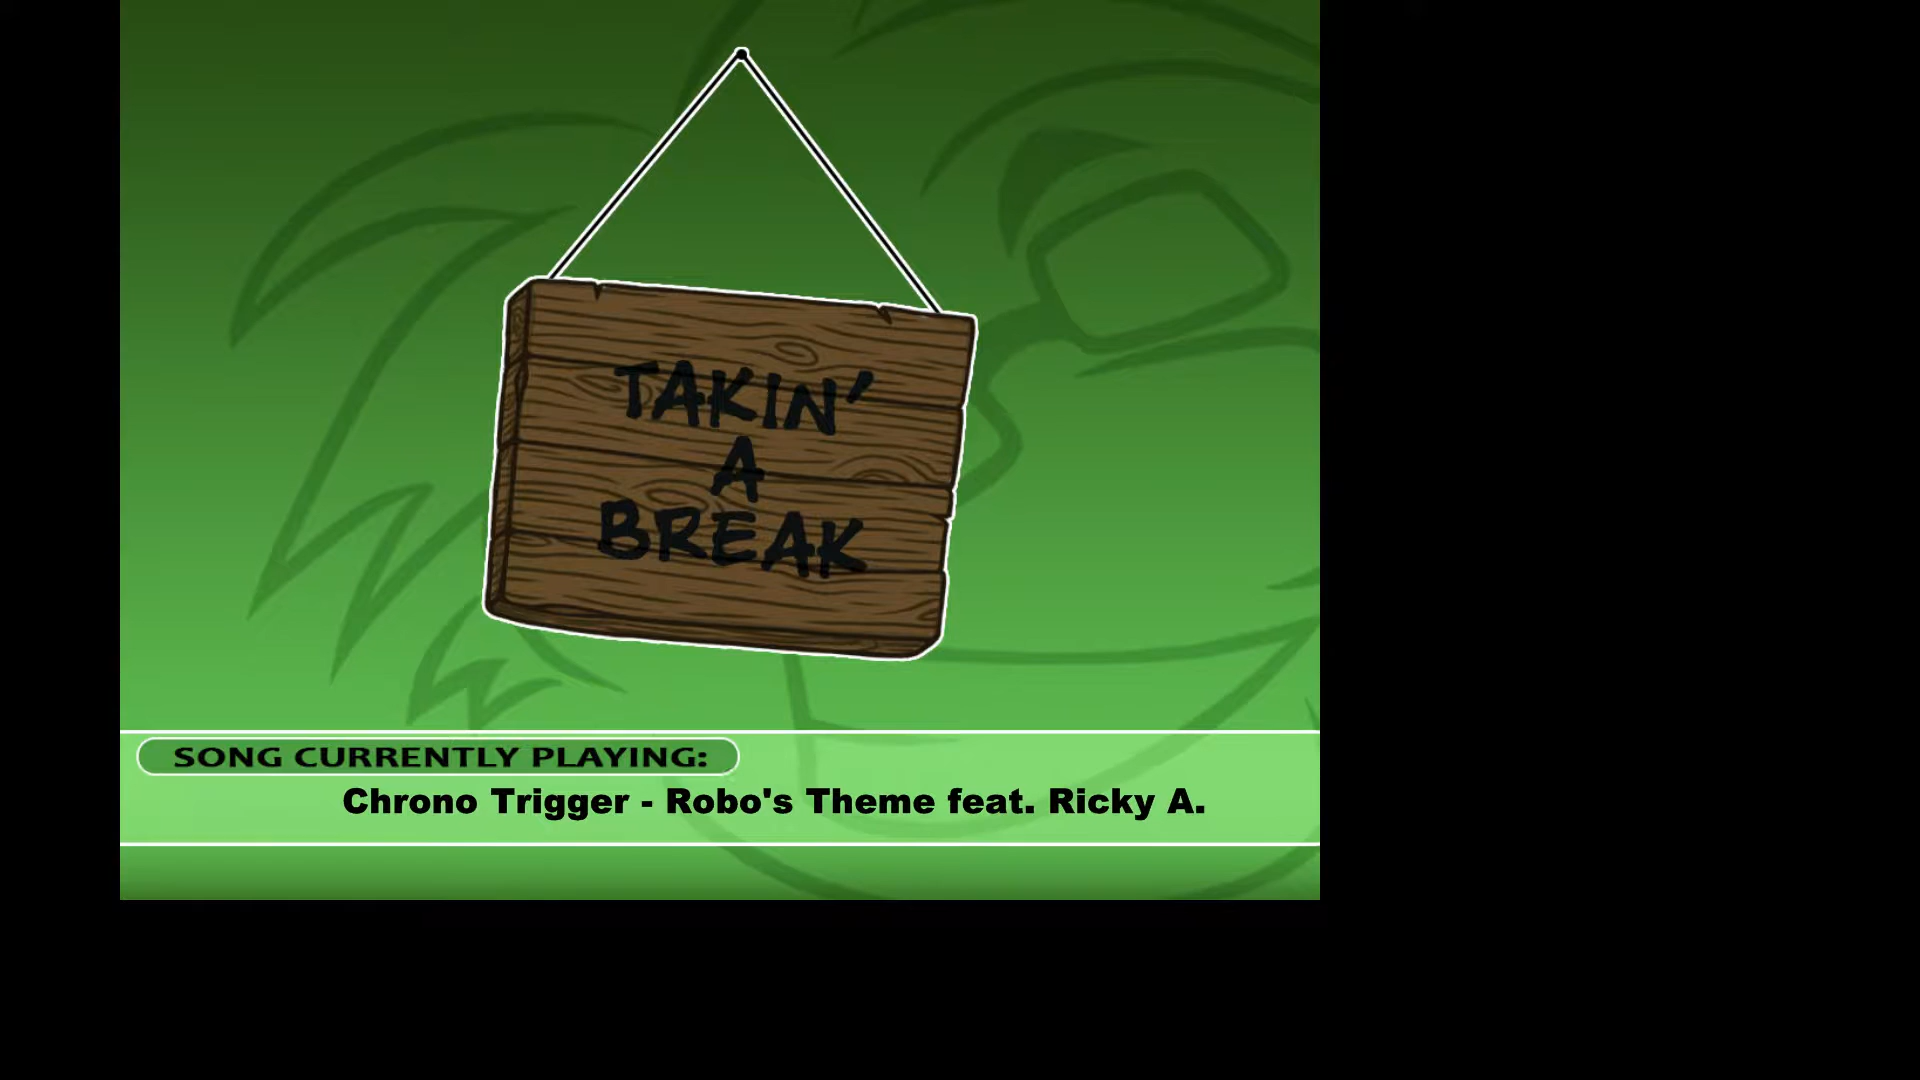 TAKIN'
A
BREAK
SONG CURRENTLY PLAYING:
Chrono Trigger - Robo's Theme feat. Ricky A.